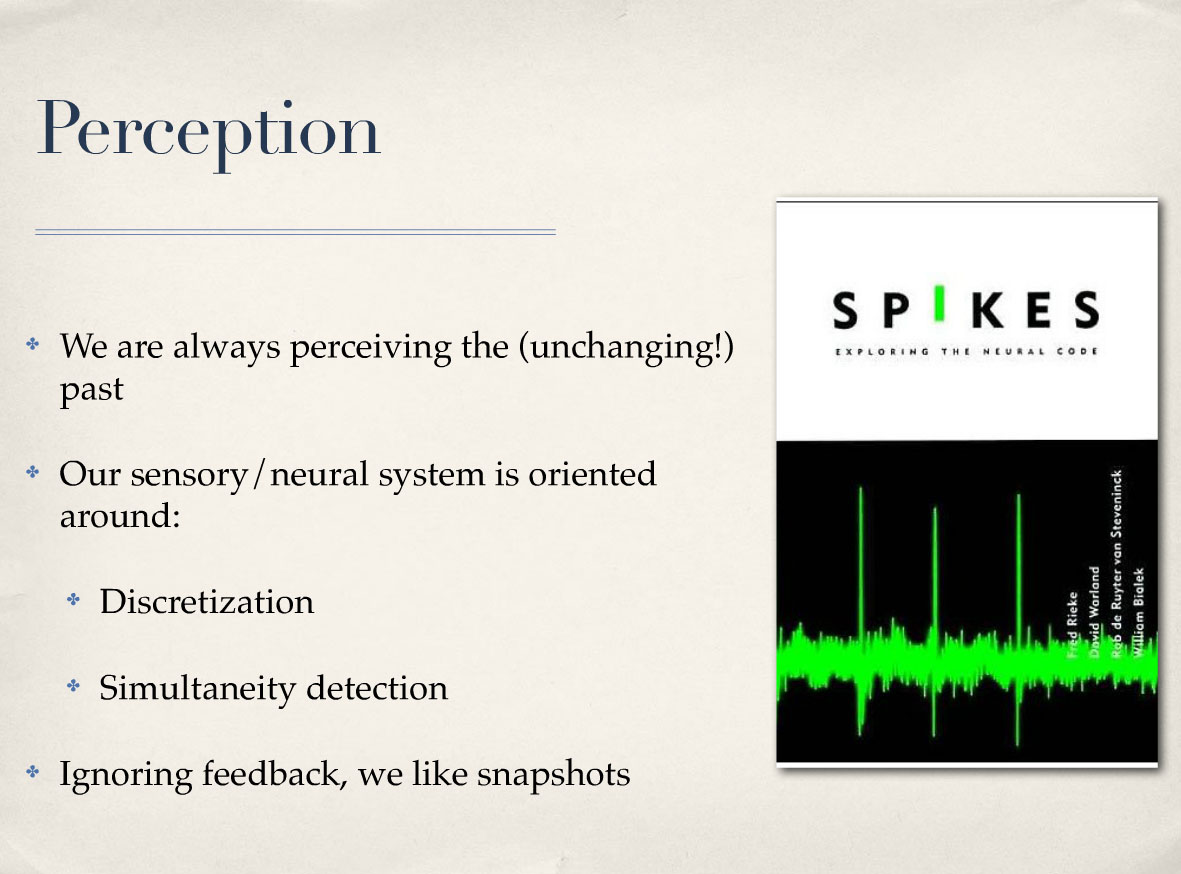 Perception
We are always perceiving the (unchanging!)
past
Our sensory/neural system is oriented
around:
Discretization
Simultaneity detection
Ignoring feedback, we like snapshots
SPIKES
EXPLORING THE NEURAL CODE
Fred Rieke
David Warland
Rob de Ruyter van Steveninck
William Bialek